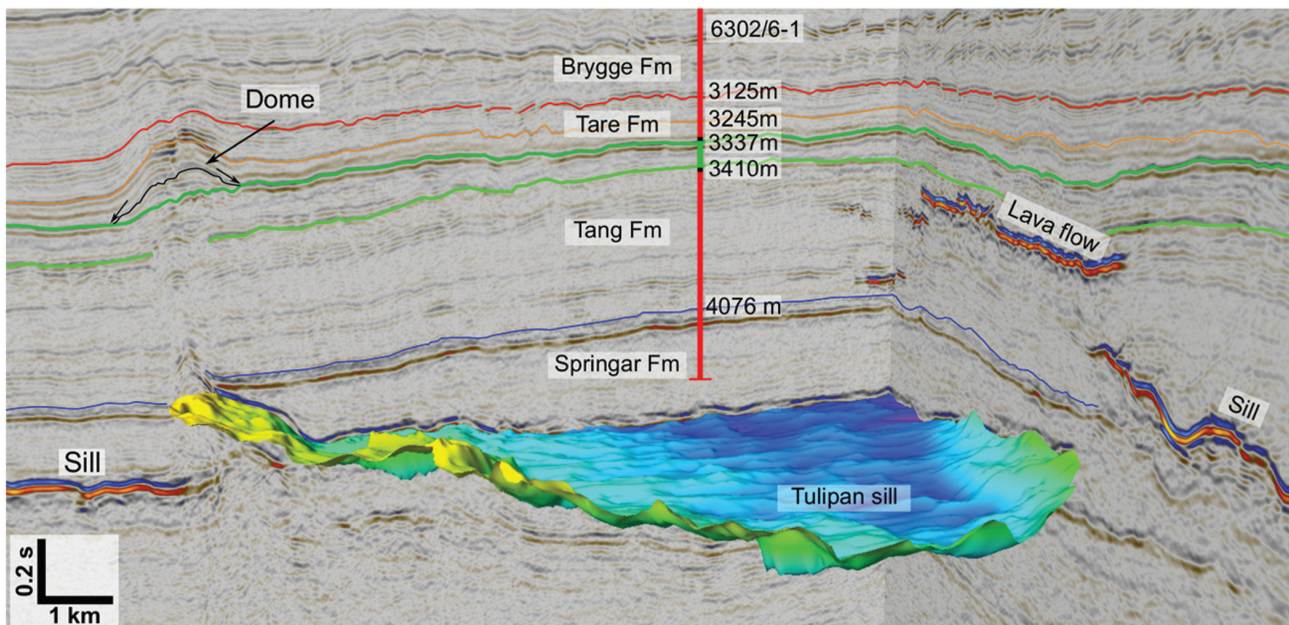 6302/6-1
Brygge Fm
3125m
Dome
3245m
Tare Fm
3337m
3410m
Lava flow
Tang Fm
4076 m
Springar Fm
Sill
Sill
Tulipan sill
0.2 s
1 km